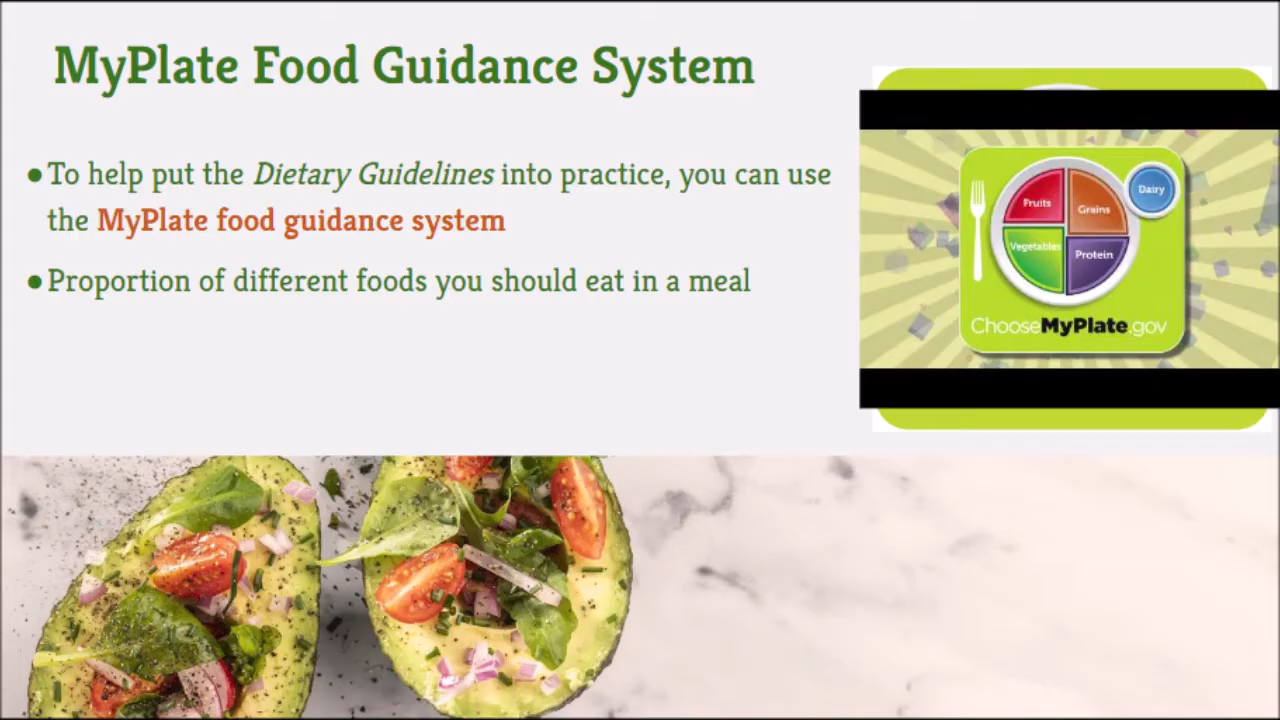 MyPlate Food Guidance System
●To help put the Dietary Guidelines into practice, you can use
the MyPlate food guidance system
●Proportion of different foods you should eat in a meal
Dairy
Fruits
Grains
Vegetables
Protein
ChooseMyPlate.gov